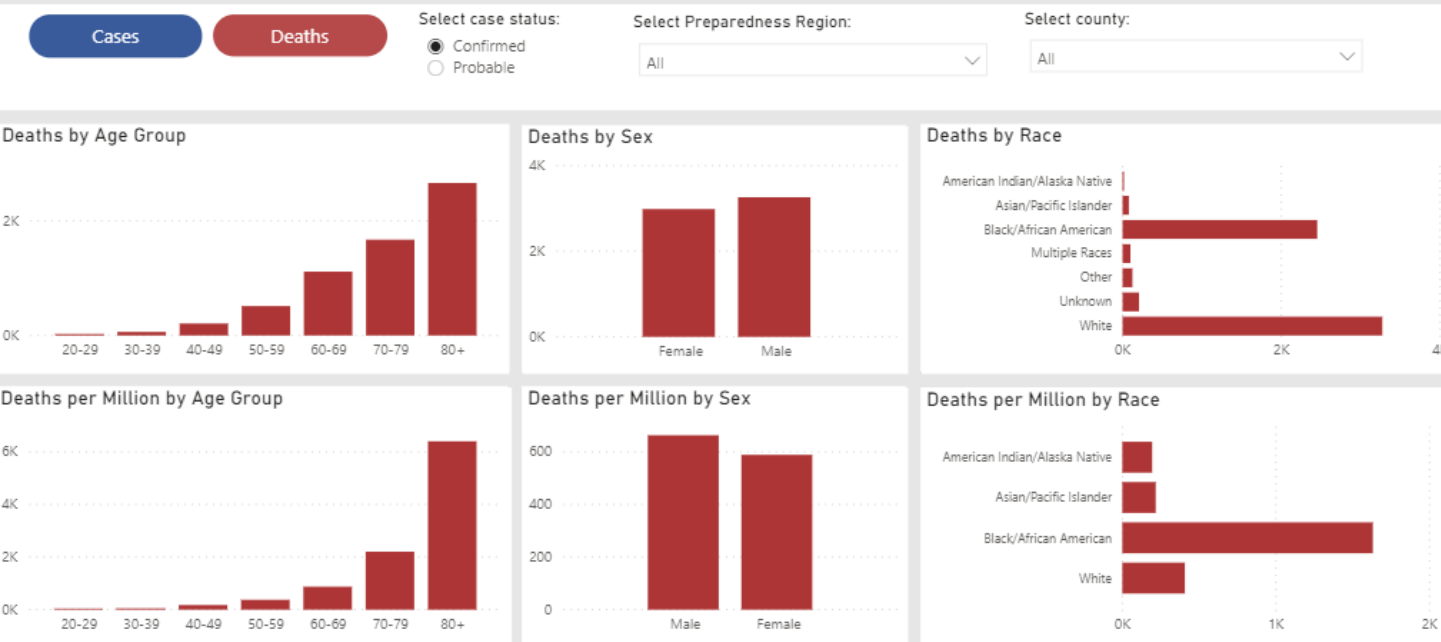 Cases
Deaths
Select case status:
Confirmed
Probable
Select Preparedness Region:
All
Select county:
All
Deaths by Age Group
2K
0K
20-29 30-39 40-49 50-59 60-69 70-79 80+
Deaths by Sex
4K
2K
0K
Female Male
Deaths by Race
American Indian/Alaska Native
Asian/Pacific Islander
Black/African American
Multiple Races
Other
Unknown
White
0K 2K
Deaths per Million by Age Group
6K
4K
2K
0K
20-29 30-39 40-49 50-59 60-69 70-79 80+
Deaths per Million by Sex
600
400
200
0
Male Female
Deaths per Million by Race
American Indian/Alaska Native
Asian/Pacific Islander
Black/African American
White
0K 1K 2K